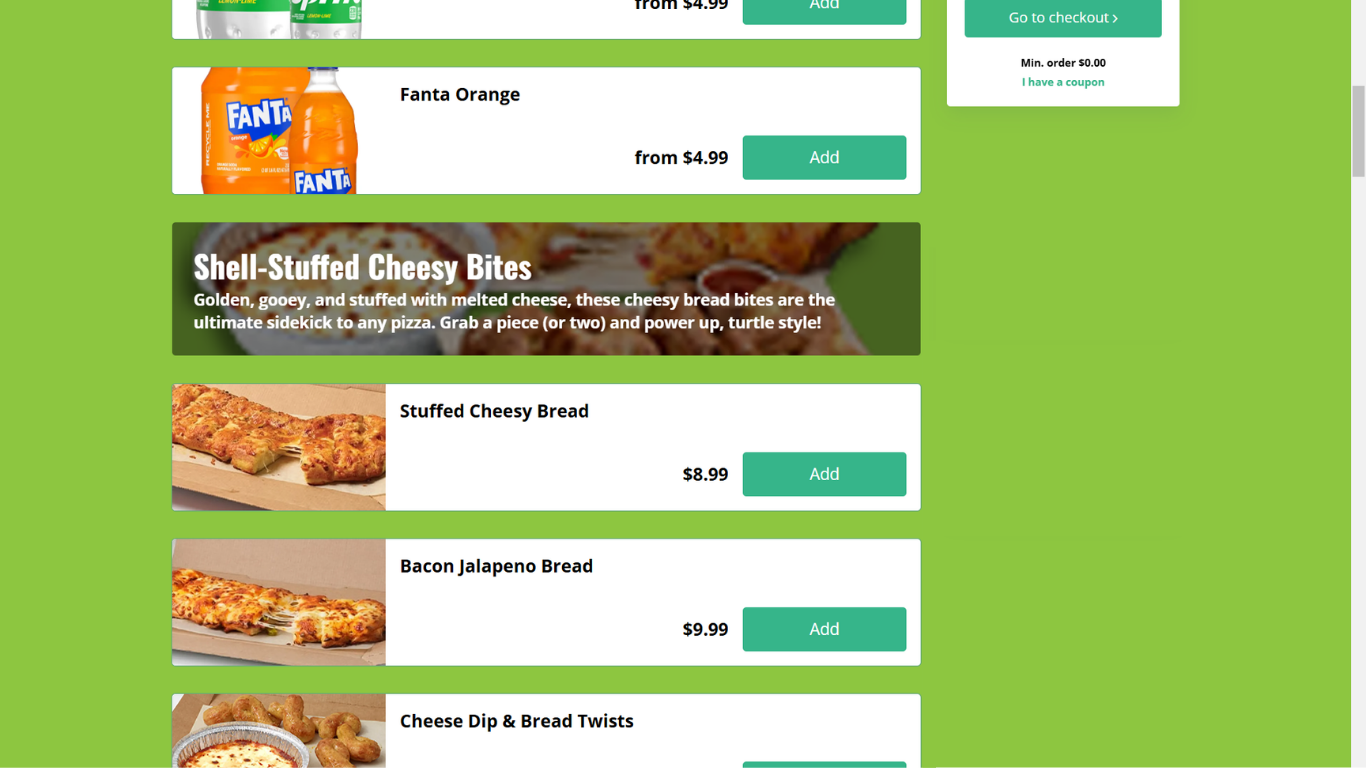 from $4.99
Add
Go to checkout ›
Min. order $0.00
I have a coupon
RECYCLE ME
FANTA
orange
FANTA
Fanta Orange
from $4.99
Add
Shell-Stuffed Cheesy Bites
Golden, gooey, and stuffed with melted cheese, these cheesy bread bites are the
ultimate sidekick to any pizza. Grab a piece (or two) and power up, turtle style!
Stuffed Cheesy Bread
$8.99
Add
Bacon Jalapeno Bread
$9.99
Add
Cheese Dip & Bread Twists